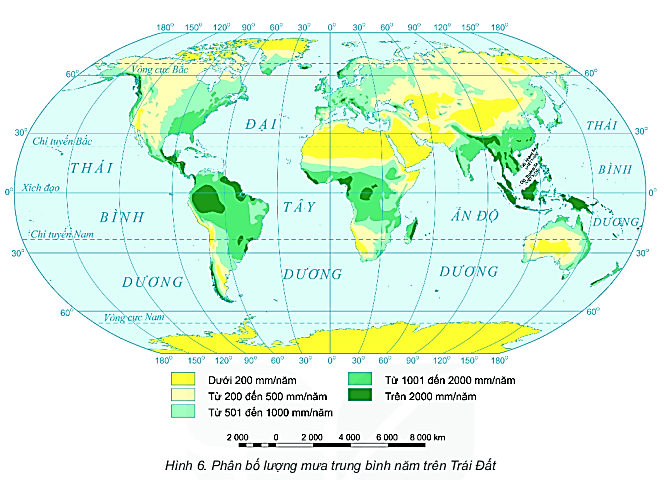 180° 150° 120° 90° 60° 30° 0° 30° 60° 90° 120° 150° 180°
60° Vòng cực Bắc 60°
ĐẠI
THÁI
30° 30°
Chí tuyến Bắc
THÁI BÌNH
Xích đạo
0° 0°
TÂY
BÌNH ẤN ĐỘ
DƯƠNG
Chí tuyến Nam
30° 30°
DƯƠNG DƯƠNG DƯƠNG
60° Vòng cực Nam 60°
180° 150° 120° 90° 60° 30° 0° 30° 60° 90° 120° 150° 180°
Dưới 200 mm/năm Từ 1001 đến 2000 mm/năm
Từ 200 đến 500 mm/năm Trên 2000 mm/năm
Từ 501 đến 1000 mm/năm
2 000 0 2 000 4 000 6 000 8 000 km
Hình 6. Phân bố lượng mưa trung bình năm trên Trái Đất